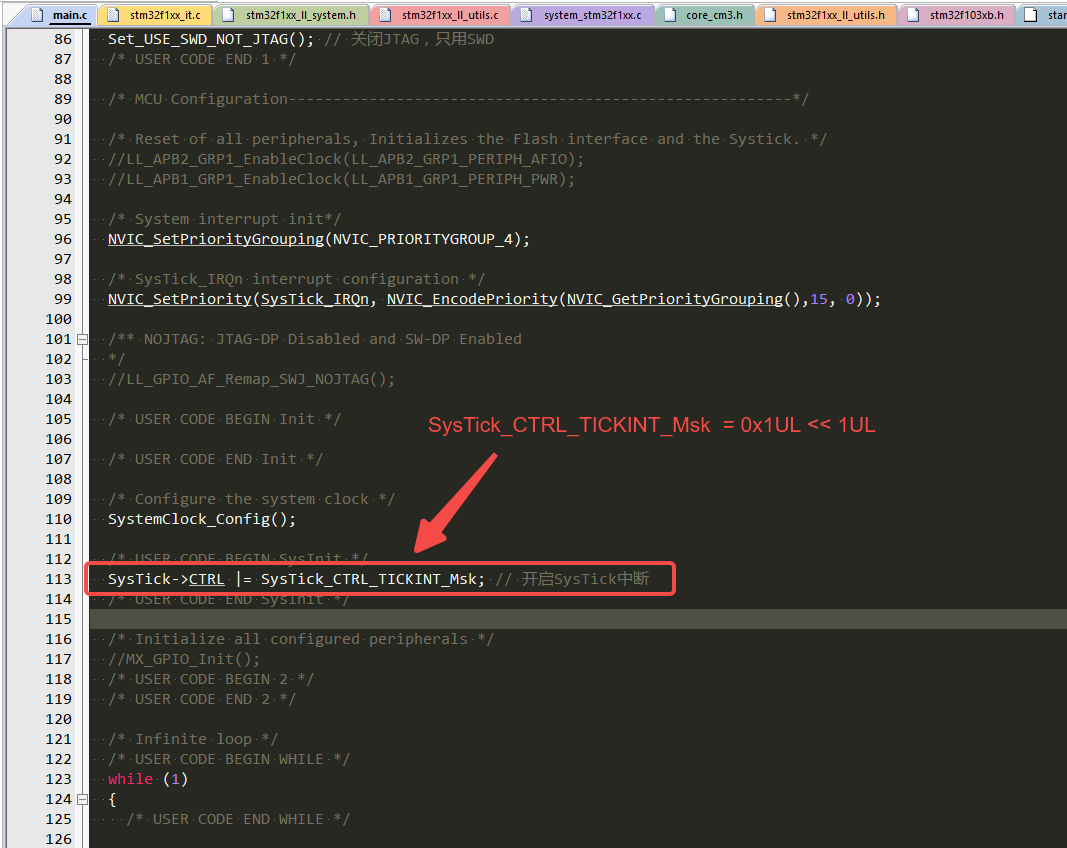 main.c stm32f1xx_it.c stm32f1xx_ll_system.h stm32f1xx_ll_utils.c system_stm32f1xx.c core_cm3.h stm32f1xx_ll_utils.h stm32f103xb.h
86 Set_USE_SWD_NOT_JTAG(); // 关闭JTAG，只用SWD
87 /* USER CODE END 1 */
88
89 /* MCU Configuration--------------------------------------------------------*/
90
91 /* Reset of all peripherals, Initializes the Flash interface and the Systick. */
92 //LL_APB2_GRP1_EnableClock(LL_APB2_GRP1_PERIPH_AFIO);
93 //LL_APB1_GRP1_EnableClock(LL_APB1_GRP1_PERIPH_PWR);
94
95 /* System interrupt init*/
96 NVIC_SetPriorityGrouping(NVIC_PRIORITYGROUP_4);
97
98 /* SysTick_IRQn interrupt configuration */
99 NVIC_SetPriority(SysTick_IRQn, NVIC_EncodePriority(NVIC_GetPriorityGrouping(),15, 0));
100
101 /** NOJTAG: JTAG-DP Disabled and SW-DP Enabled
102 */
103 //LL_GPIO_AF_Remap_SWJ_NOJTAG();
104
105 /* USER CODE BEGIN Init */
SysTick_CTRL_TICKINT_Msk = 0x1UL << 1UL
106
107 /* USER CODE END Init */
108
109 /* Configure the system clock */
110 SystemClock_Config();
111
112 /* USER CODE BEGIN SysInit */
113 SysTick->CTRL |= SysTick_CTRL_TICKINT_Msk; // 开启SysTick中断
114 /* USER CODE END SysInit */
115
116 /* Initialize all configured peripherals */
117 //MX_GPIO_Init();
118 /* USER CODE BEGIN 2 */
119 /* USER CODE END 2 */
120
121 /* Infinite loop */
122 /* USER CODE BEGIN WHILE */
123 while (1)
124 {
125 /* USER CODE END WHILE */
126